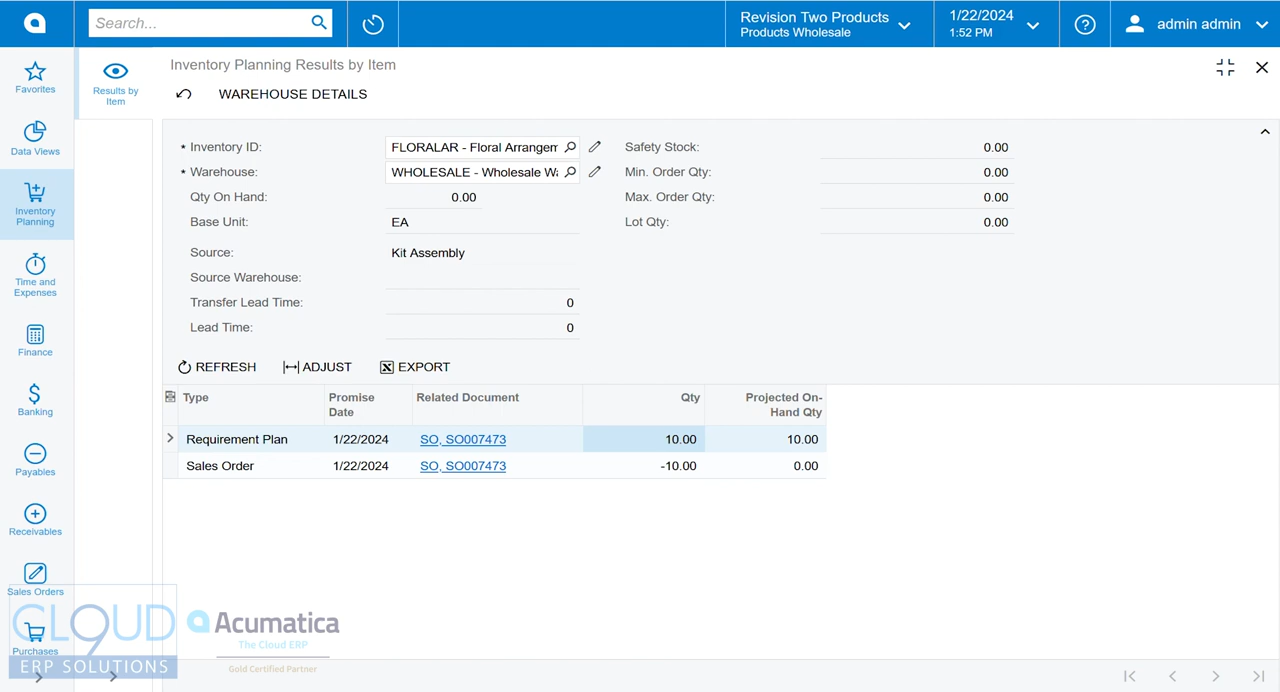 Search...
Revision Two Products
Products Wholesale
1/22/2024
1:52 PM
admin admin
Favorites
Data Views
Inventory
Planning
Time and
Expenses
Finance
Banking
Payables
Receivables
Sales Orders
Purchases
Results by
Item
Inventory Planning Results by Item
WAREHOUSE DETAILS
* Inventory ID: FLORALAR - Floral Arrangem
* Warehouse: WHOLESALE - Wholesale Wa
Qty On Hand: 0.00
Base Unit: EA
Source: Kit Assembly
Source Warehouse:
Transfer Lead Time: 0
Lead Time: 0
Safety Stock: 0.00
Min. Order Qty: 0.00
Max. Order Qty: 0.00
Lot Qty: 0.00
REFRESH ADJUST EXPORT
Type Promise Date Related Document Qty Projected On-Hand Qty
Requirement Plan 1/22/2024 SO, SO007473 10.00 10.00
Sales Order 1/22/2024 SO, SO007473 -10.00 0.00
CLOUD9
ERP SOLUTIONS
Acumatica
The Cloud ERP
Gold Certified Partner